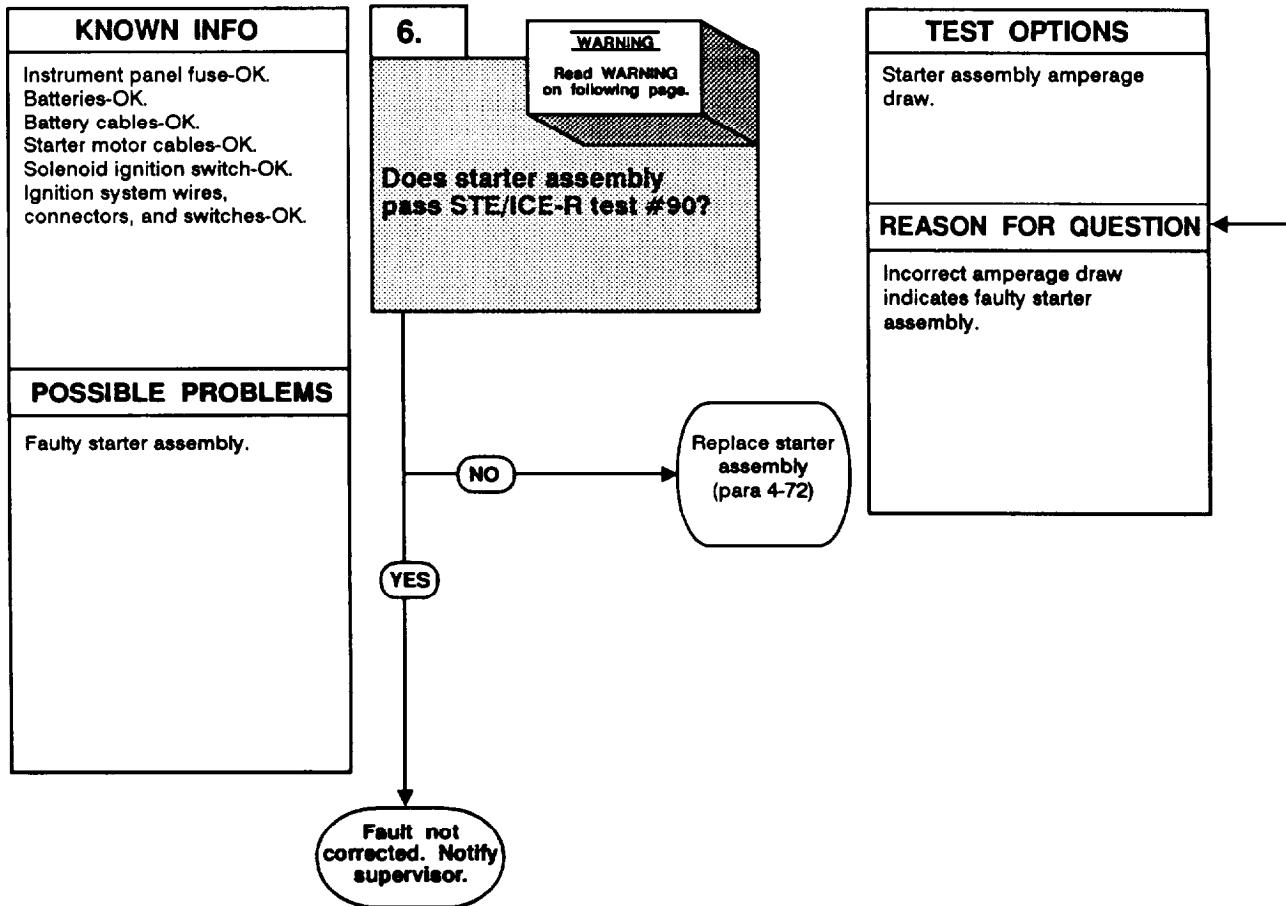 KNOWN INFO
Instrument panel fuse-OK.
Batteries-OK.
Battery cables-OK.
Starter motor cables-OK.
Solenoid ignition switch-OK.
Ignition system wires,
connectors, and switches-OK.
POSSIBLE PROBLEMS
Faulty starter assembly.
6.
WARNING
Read WARNING
on following page.
Does starter assembly
pass STE/ICE-R test #90?
NO
Replace starter
assembly
(para 4-72)
YES
Fault not
corrected. Notify
supervisor.
TEST OPTIONS
Starter assembly amperage
draw.
REASON FOR QUESTION
Incorrect amperage draw
indicates faulty starter
assembly.